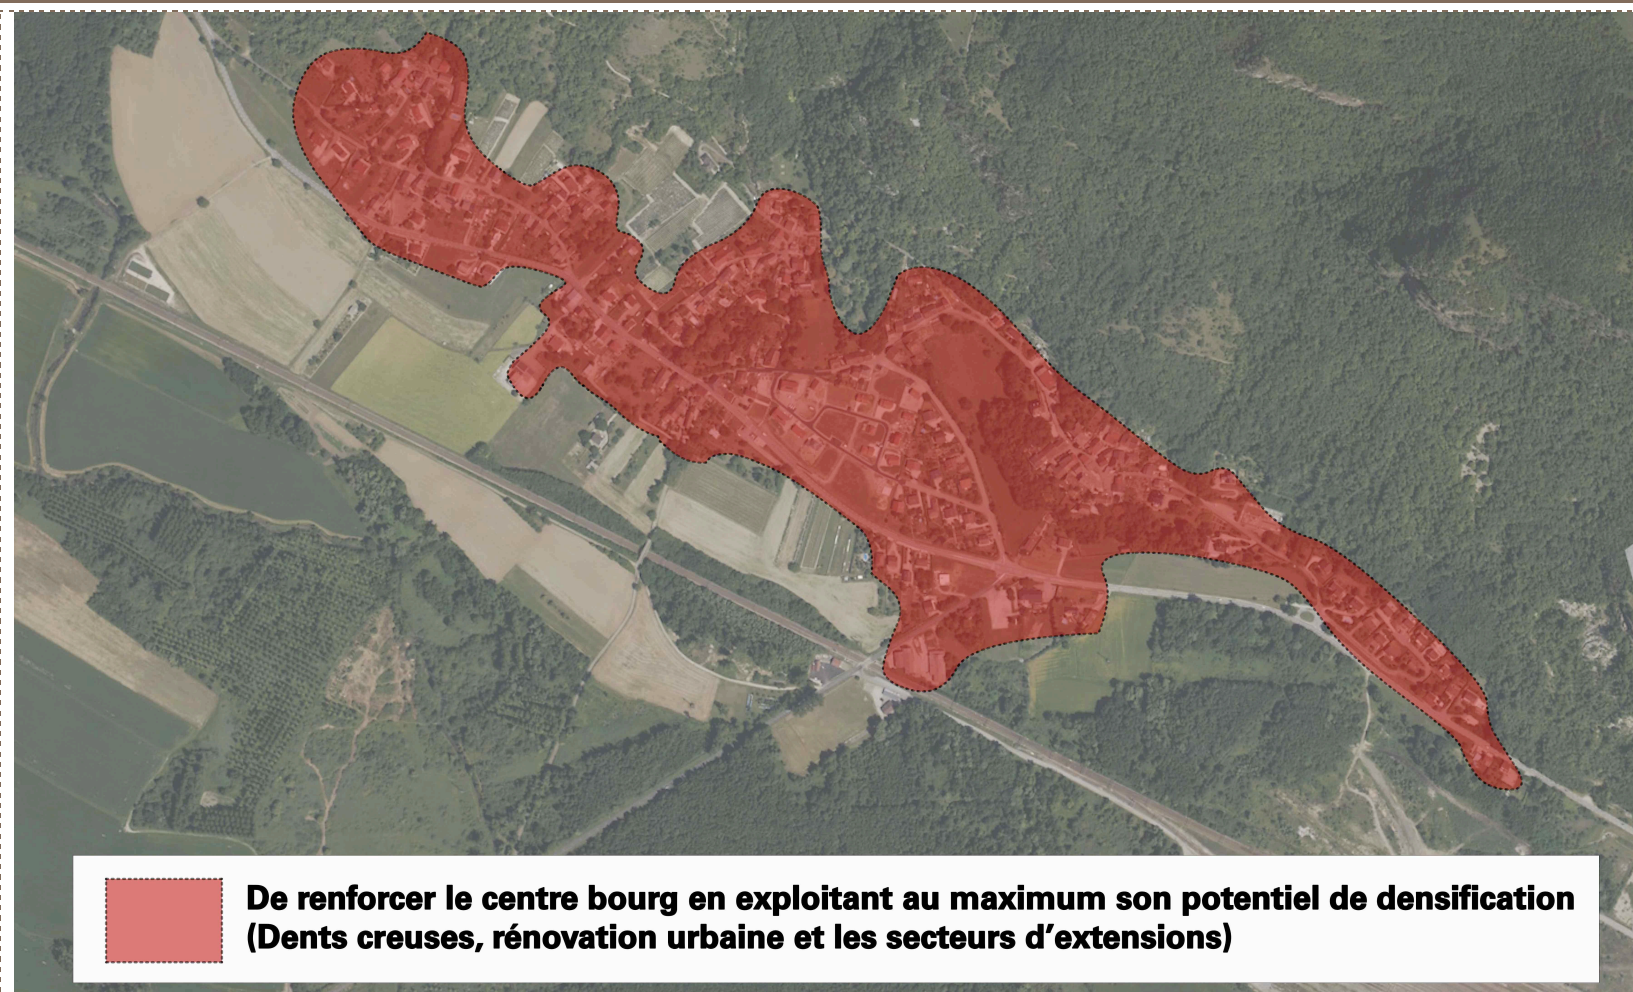 De renforcer le centre bourg en exploitant au maximum son potentiel de densification
(Dents creuses, rénovation urbaine et les secteurs d’extensions)